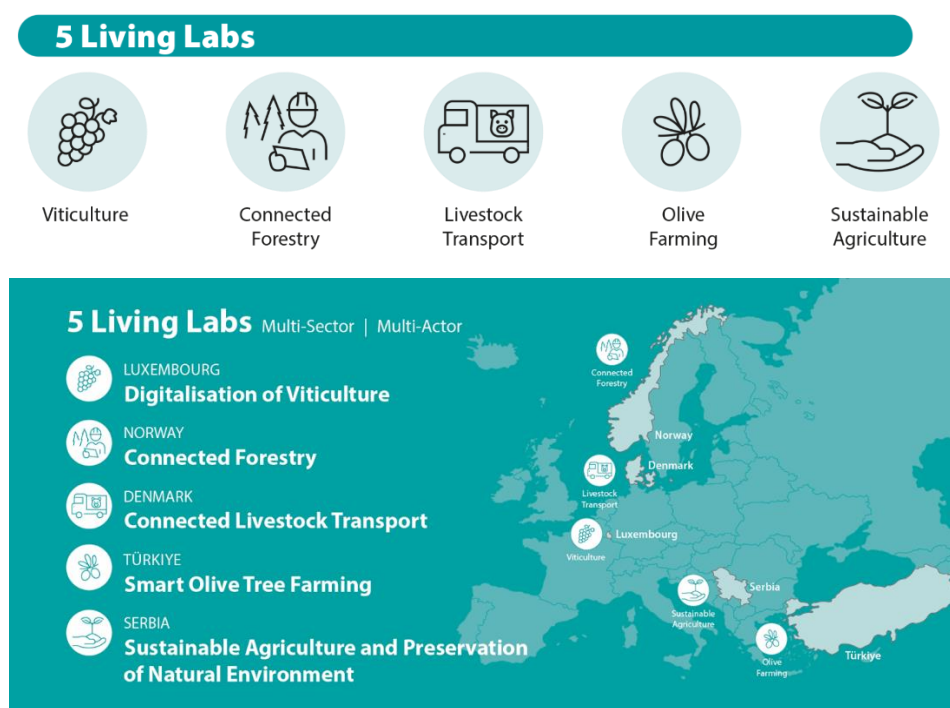 5 Living Labs
Viticulture
Connected
Forestry
Livestock
Transport
Olive
Farming
Sustainable
Agriculture
5 Living Labs Multi-Sector | Multi-Actor
LUXEMBOURG
Digitalisation of Viticulture
NORWAY
Connected Forestry
DENMARK
Connected Livestock Transport
TÜRKIYE
Smart Olive Tree Farming
SERBIA
Sustainable Agriculture and Preservation
of Natural Environment
Connected
Forestry
Norway
Denmark
Livestock
Transport
Luxembourg
Viticulture
Serbia
Sustainable
Agriculture
Olive
Farming
Türkiye